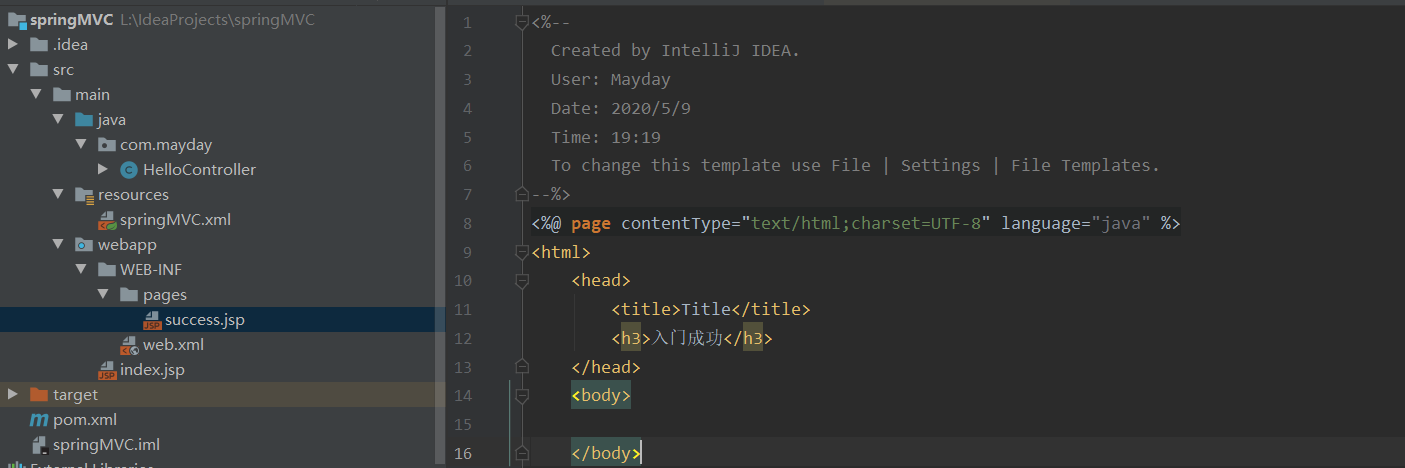 springMVC L:\IdeaProjects\springMVC
.idea
src
main
java
com.mayday
HelloController
resources
springMVC.xml
webapp
WEB-INF
pages
success.jsp
web.xml
index.jsp
target
pom.xml
springMVC.iml
External Libraries
1 <%--
2 Created by IntelliJ IDEA.
3 User: Mayday
4 Date: 2020/5/9
5 Time: 19:19
6 To change this template use File | Settings | File Templates.
7 --%>
8 <%@ page contentType="text/html;charset=UTF-8" language="java" %>
9 <html>
10 <head>
11 <title>Title</title>
12 <h3>入门成功</h3>
13 </head>
14 <body>
15
16 </body>